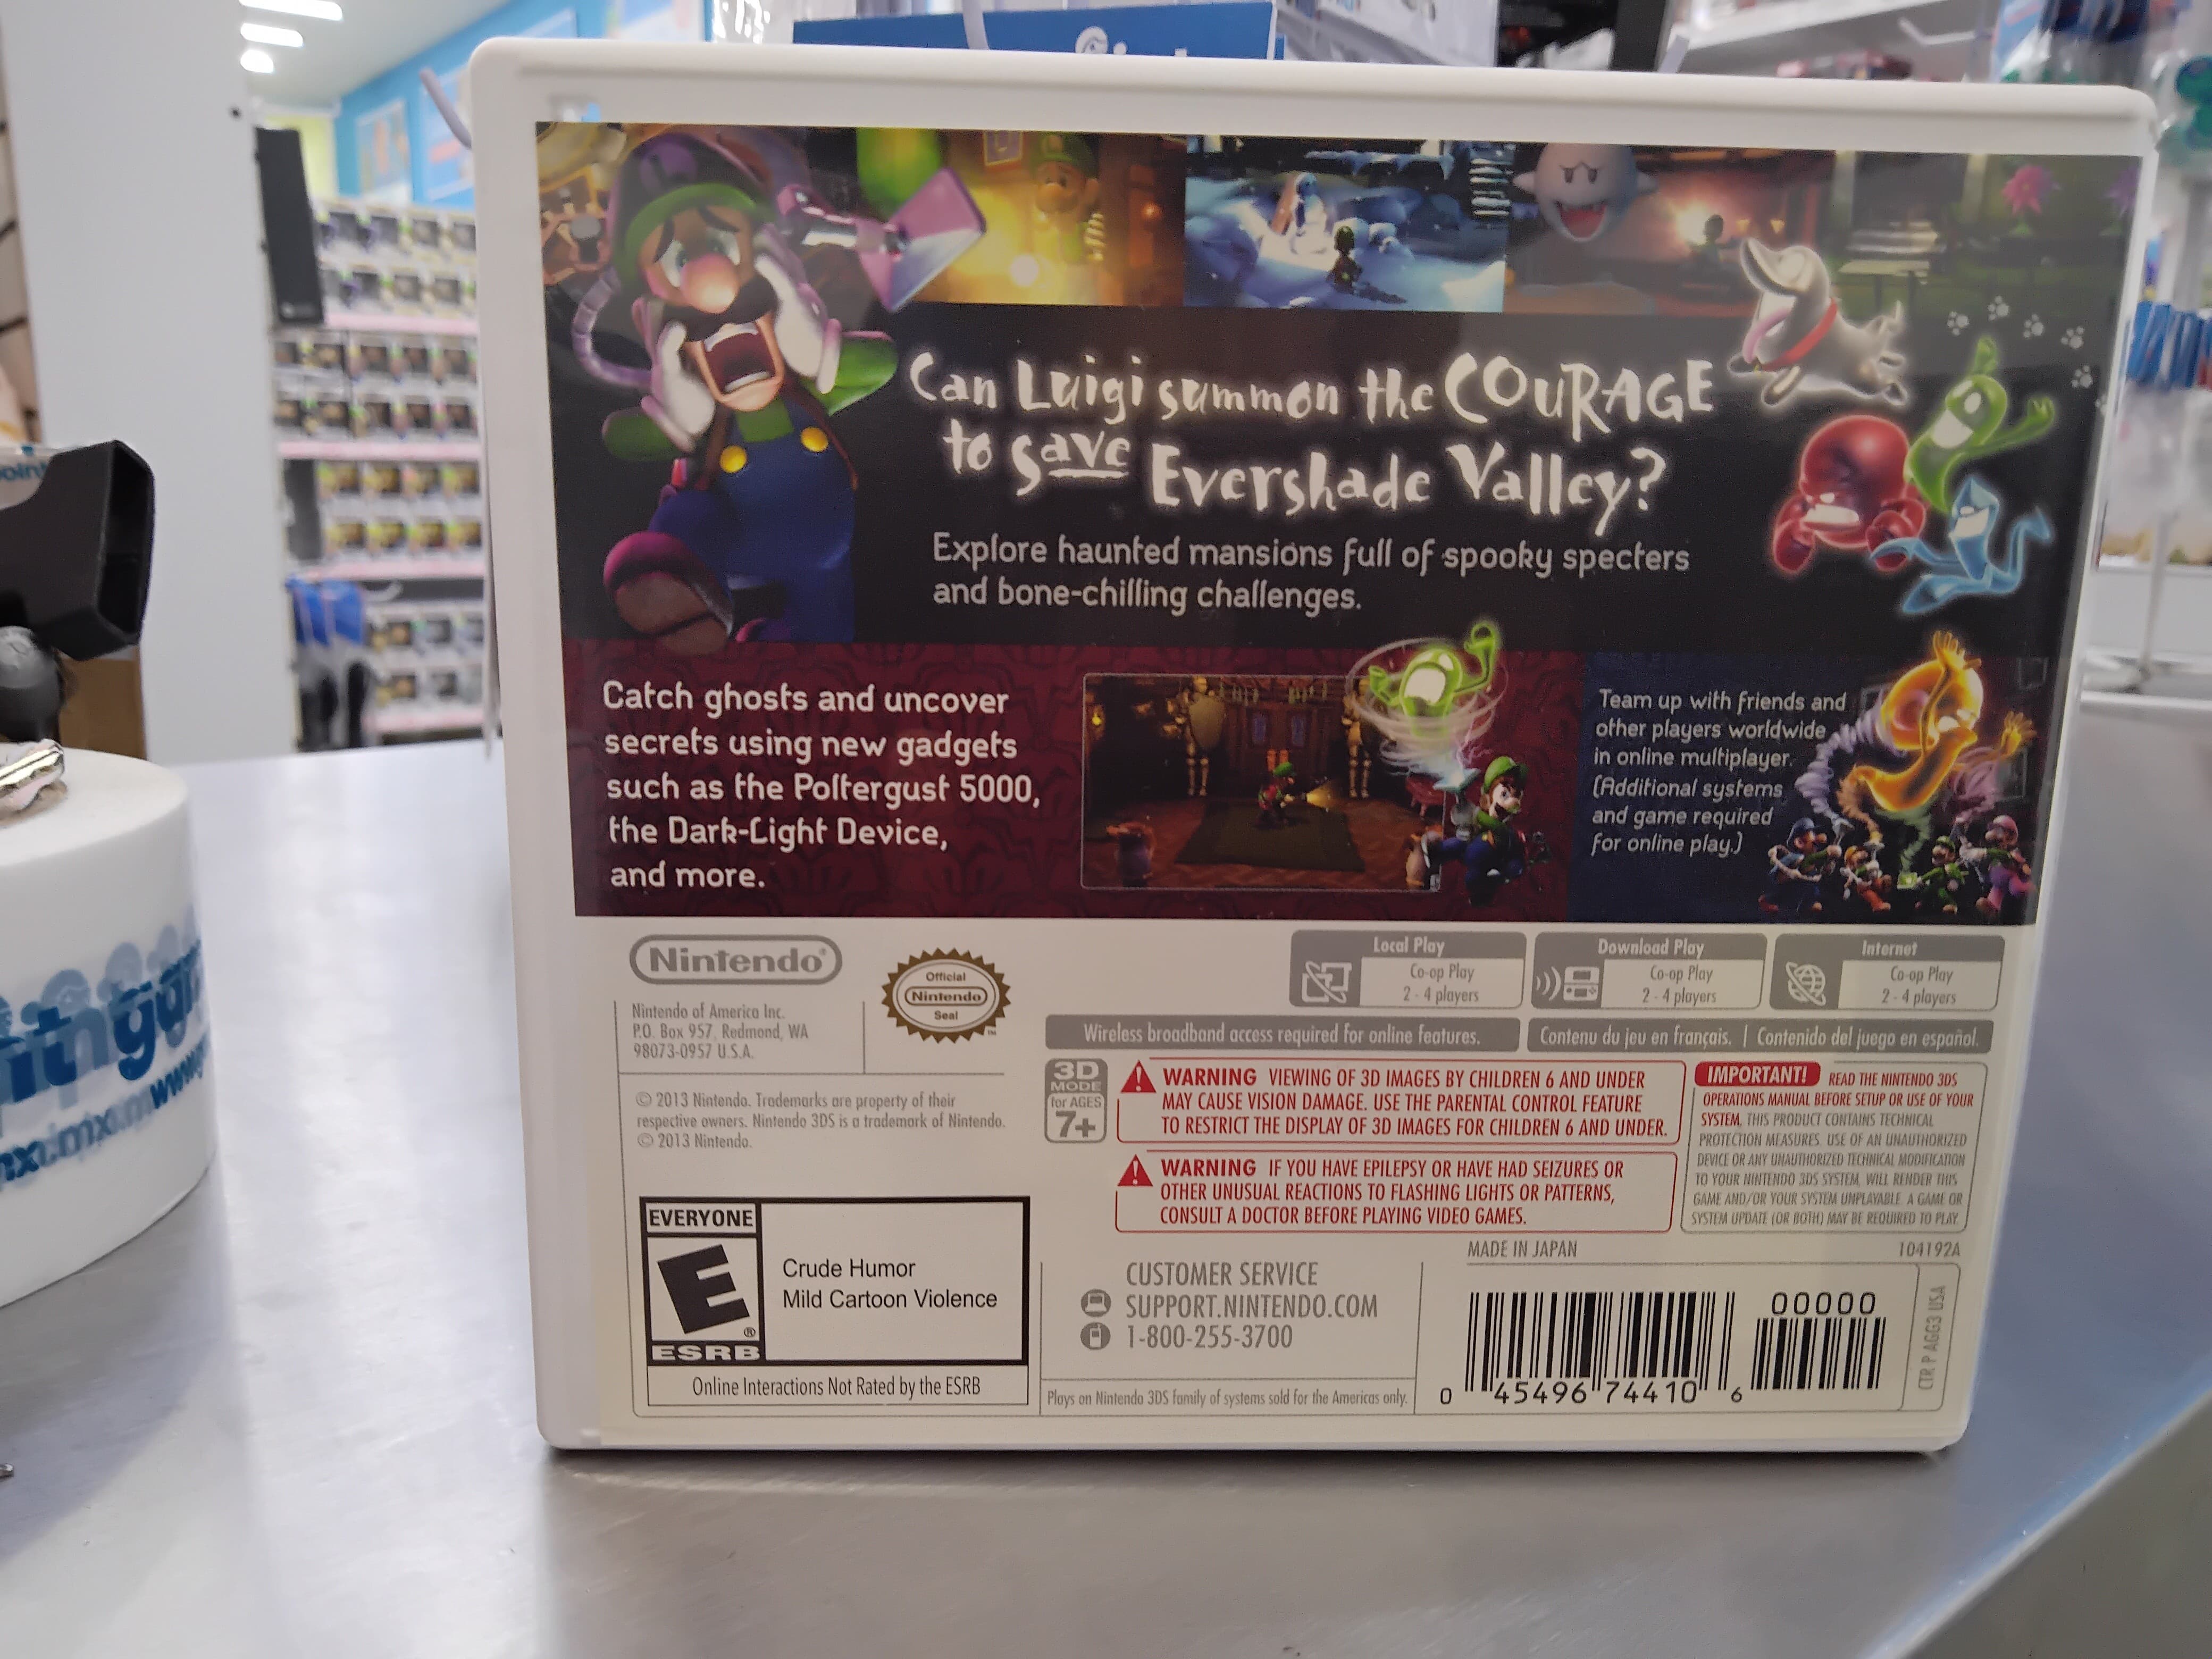 Can Luigi summon the COURAGE
to save Evershade Valley?
Explore haunted mansions full of spooky specters
and bone-chilling challenges.
Catch ghosts and uncover
secrets using new gadgets
such as the Poltergust 5000,
the Dark-Light Device,
and more.
Team up with friends and
other players worldwide
in online multiplayer.
(Additional systems
and game required
for online play.)
Nintendo®
Official
Nintendo
Seal
™
Nintendo of America Inc.
P.O. Box 957, Redmond, WA
98073-0957 U.S.A.
Local Play
Co-op Play
2 - 4 players
Download Play
Co-op Play
2 - 4 players
Internet
Co-op Play
2 - 4 players
Wireless broadband access required for online features.
Contenu du jeu en français. | Contenido del juego en español.
© 2013 Nintendo. Trademarks are property of their
respective owners. Nintendo 3DS is a trademark of Nintendo.
© 2013 Nintendo.
3D
MODE
for AGES
7+
WARNING VIEWING OF 3D IMAGES BY CHILDREN 6 AND UNDER
MAY CAUSE VISION DAMAGE. USE THE PARENTAL CONTROL FEATURE
TO RESTRICT THE DISPLAY OF 3D IMAGES FOR CHILDREN 6 AND UNDER.
WARNING IF YOU HAVE EPILEPSY OR HAVE HAD SEIZURES OR
OTHER UNUSUAL REACTIONS TO FLASHING LIGHTS OR PATTERNS,
CONSULT A DOCTOR BEFORE PLAYING VIDEO GAMES.
IMPORTANT! READ THE NINTENDO 3DS
OPERATIONS MANUAL BEFORE SETUP OR USE OF YOUR
SYSTEM. THIS PRODUCT CONTAINS TECHNICAL
PROTECTION MEASURES. USE OF AN UNAUTHORIZED
DEVICE OR ANY UNAUTHORIZED TECHNICAL MODIFICATION
TO YOUR NINTENDO 3DS SYSTEM, WILL RENDER THIS
GAME AND/OR YOUR SYSTEM UNPLAYABLE. A GAME OR
SYSTEM UPDATE (OR BOTH) MAY BE REQUIRED TO PLAY.
EVERYONE
E
®
ESRB
Crude Humor
Mild Cartoon Violence
Online Interactions Not Rated by the ESRB
CUSTOMER SERVICE
SUPPORT.NINTENDO.COM
1-800-255-3700
Plays on Nintendo 3DS family of systems sold for the Americas only.
MADE IN JAPAN
104192A
00000
0 45496 74410 6
CTR P AGG3 USA